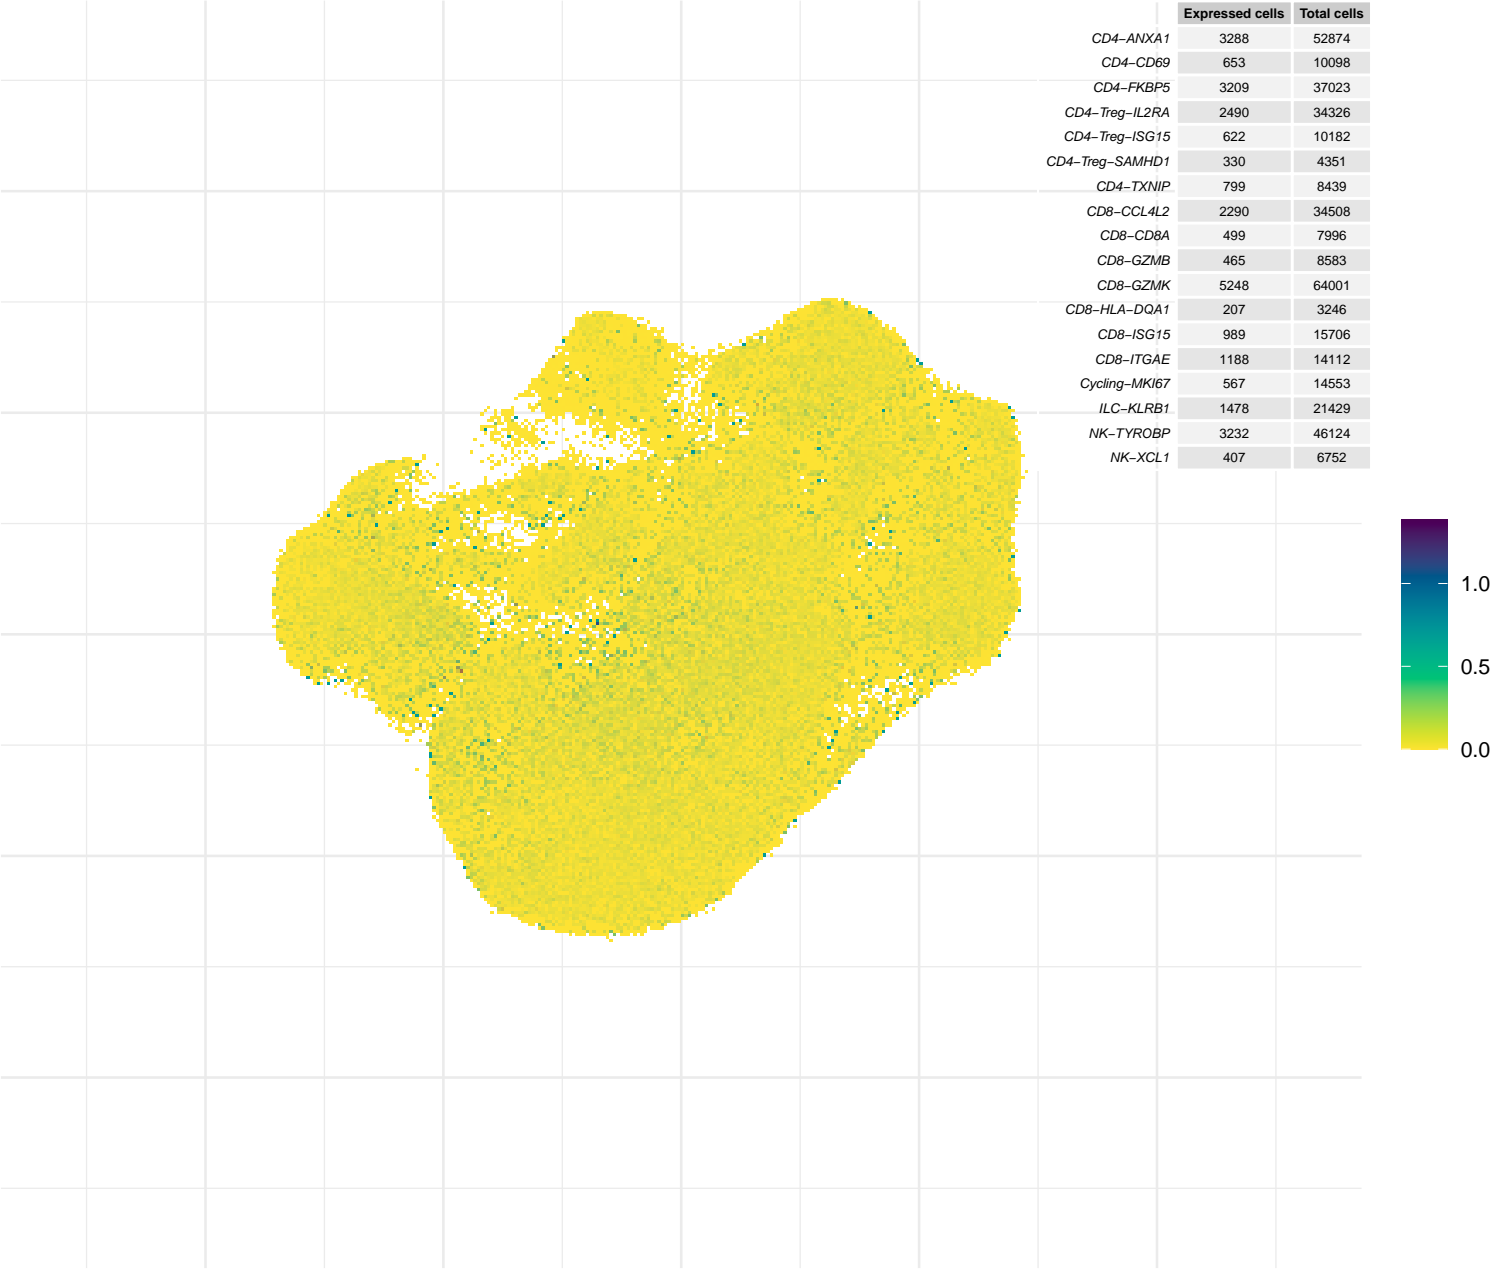 Expressed cells Total cells
CD4−ANXA1 3288 52874
CD4−CD69 653 10098
CD4−FKBP5 3209 37023
CD4−Treg−IL2RA 2490 34326
CD4−Treg−ISG15 622 10182
CD4−Treg−SAMHD1 330 4351
CD4−TXNIP 799 8439
CD8−CCL4L2 2290 34508
CD8−CD8A 499 7996
CD8−GZMB 465 8583
CD8−GZMK 5248 64001
CD8−HLA−DQA1 207 3246
CD8−ISG15 989 15706
CD8−ITGAE 1188 14112
Cycling−MKI67 567 14553
ILC−KLRB1 1478 21429
NK−TYROBP 3232 46124
NK−XCL1 407 6752
1.0
0.5
0.0